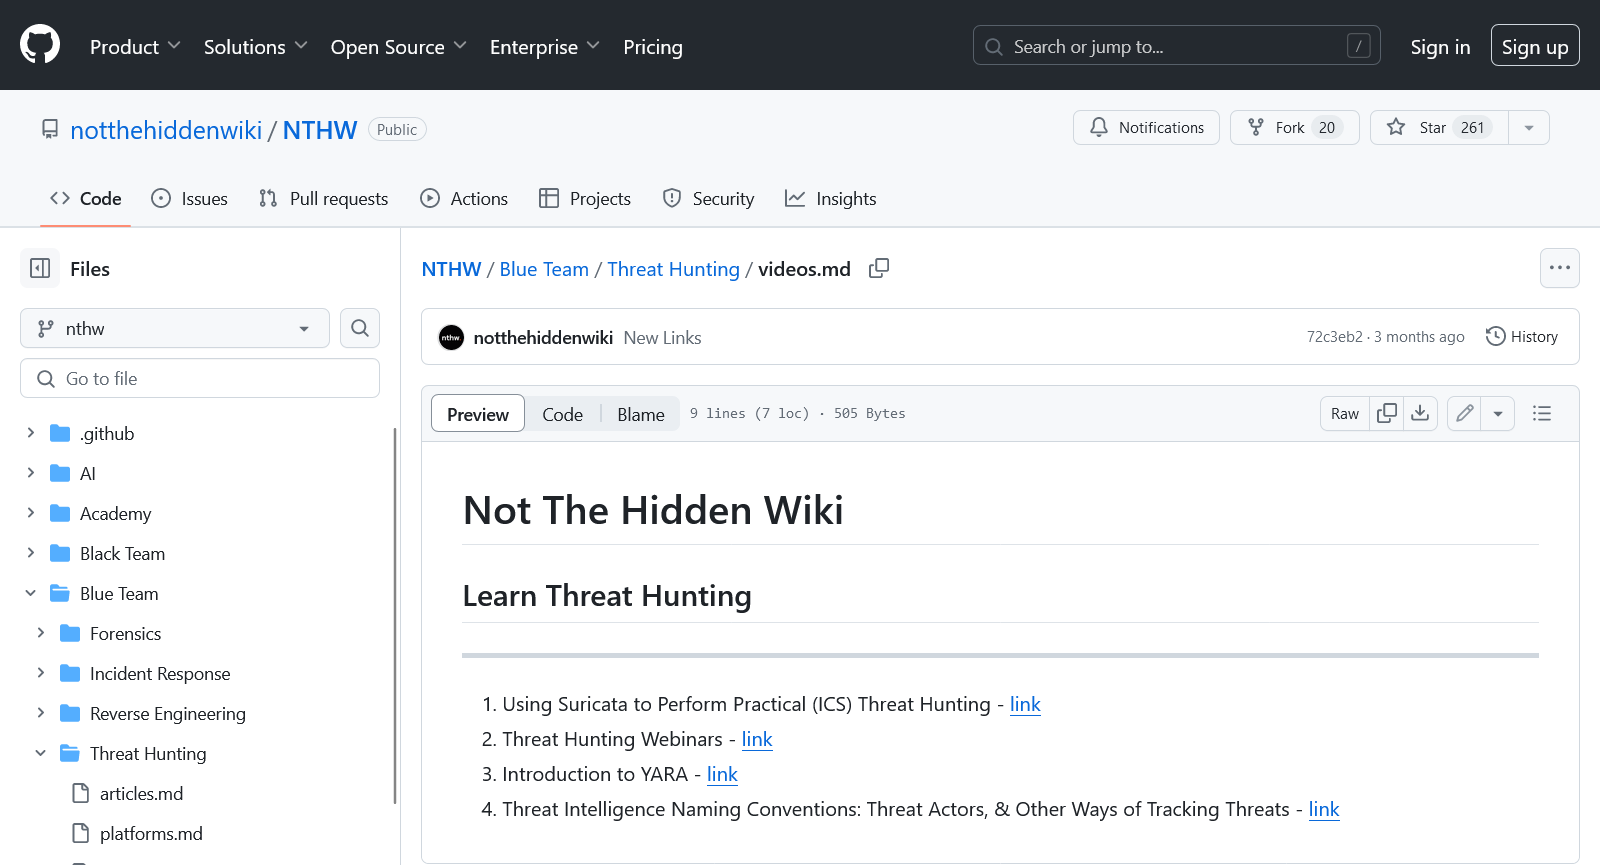 Product Solutions Open Source Enterprise Pricing Search or jump to... / Sign in Sign up
notthehiddenwiki / NTHW Public Notifications Fork 20 Star 261
Code Issues Pull requests Actions Projects Security Insights
Files
nthw
Go to file
.github
AI
Academy
Black Team
Blue Team
Forensics
Incident Response
Reverse Engineering
Threat Hunting
articles.md
platforms.md
NTHW / Blue Team / Threat Hunting / videos.md
nthw notthehiddenwiki New Links 72c3eb2 · 3 months ago History
Preview Code Blame 9 lines (7 loc) · 505 Bytes Raw
Not The Hidden Wiki
Learn Threat Hunting
1. Using Suricata to Perform Practical (ICS) Threat Hunting - link
2. Threat Hunting Webinars - link
3. Introduction to YARA - link
4. Threat Intelligence Naming Conventions: Threat Actors, & Other Ways of Tracking Threats - link